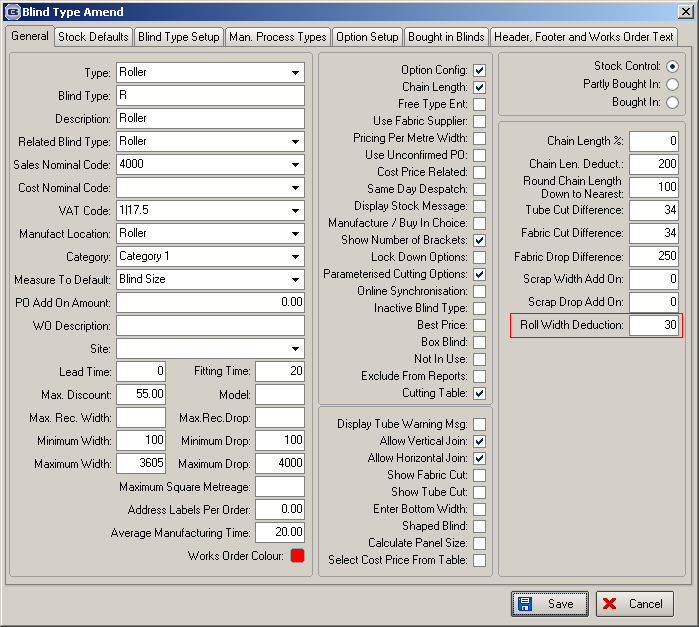 Blind Type Amend
General Stock Defaults Blind Type Setup Man. Process Types Option Setup Bought in Blinds Header, Footer and Works Order Text
Type: Roller
Blind Type: R
Description: Roller
Related Blind Type: Roller
Sales Nominal Code: 4000
Cost Nominal Code:
VAT Code: 1|17.5
Manufact Location: Roller
Category: Category 1
Measure To Default: Blind Size
PO Add On Amount: 0.00
WO Description:
Site:
Lead Time: 0 Fitting Time: 20
Max. Discount: 55.00 Model:
Max. Rec. Width: Max.Rec.Drop:
Minimum Width: 100 Minimum Drop: 100
Maximum Width: 3605 Maximum Drop: 4000
Maximum Square Metreage:
Address Labels Per Order: 0.00
Average Manufacturing Time: 20.00
Works Order Colour:
Option Config:
Chain Length:
Free Type Ent:
Use Fabric Supplier:
Pricing Per Metre Width:
Use Unconfirmed PO:
Cost Price Related:
Same Day Despatch:
Display Stock Message:
Manufacture / Buy In Choice:
Show Number of Brackets:
Lock Down Options:
Parameterised Cutting Options:
Online Synchronisation:
Inactive Blind Type:
Best Price:
Box Blind:
Not In Use:
Exclude From Reports:
Cutting Table:
Display Tube Warning Msg:
Allow Vertical Join:
Allow Horizontal Join:
Show Fabric Cut:
Show Tube Cut:
Enter Bottom Width:
Shaped Blind:
Calculate Panel Size:
Select Cost Price From Table:
Stock Control:
Partly Bought In:
Bought In:
Chain Length %: 0
Chain Len. Deduct.: 200
Round Chain Length
Down to Nearest: 100
Tube Cut Difference: 34
Fabric Cut Difference: 34
Fabric Drop Difference: 250
Scrap Width Add On: 0
Scrap Drop Add On: 0
Roll Width Deduction: 30
Save Cancel